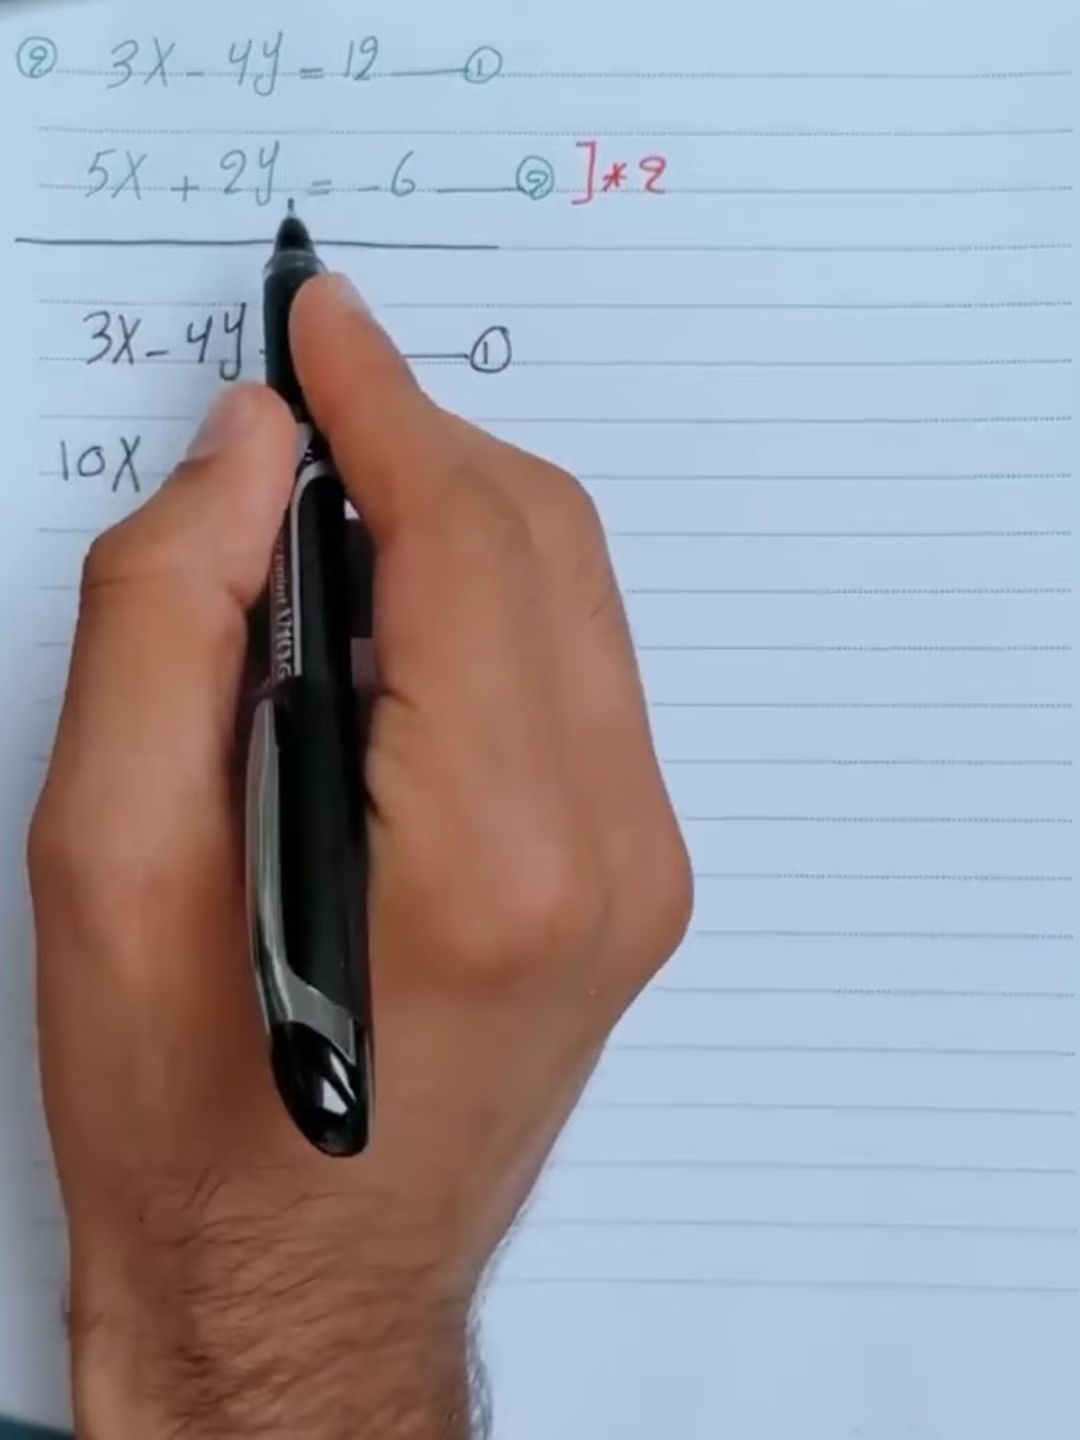 ② 3X - 4y = 12 ——①
5X + 2y = -6 ——② ] * 2
3X - 4y ——①
10X